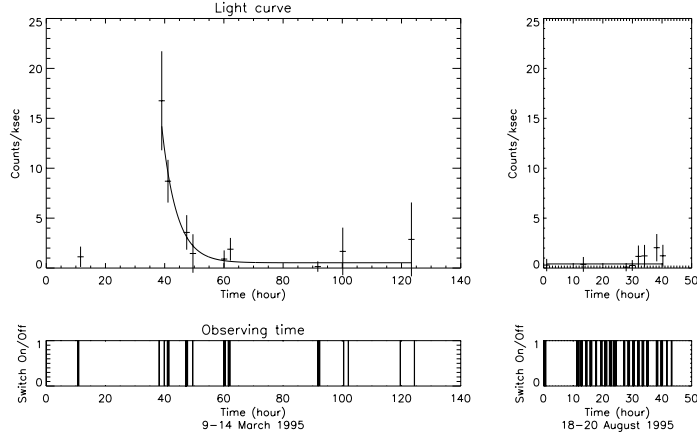 Light curve
25
20
15
10
5
0
Counts/ksec
0 20 40 60 80 100 120 140
Time (hour)
25
20
15
10
5
0
Counts/ksec
0 10 20 30 40 50
Time (hour)
Observing time
1
0
Switch On/Off
0 20 40 60 80 100 120 140
Time (hour)
9-14 March 1995
1
0
Switch On/Off
0 10 20 30 40 50
Time (hour)
18-20 August 1995